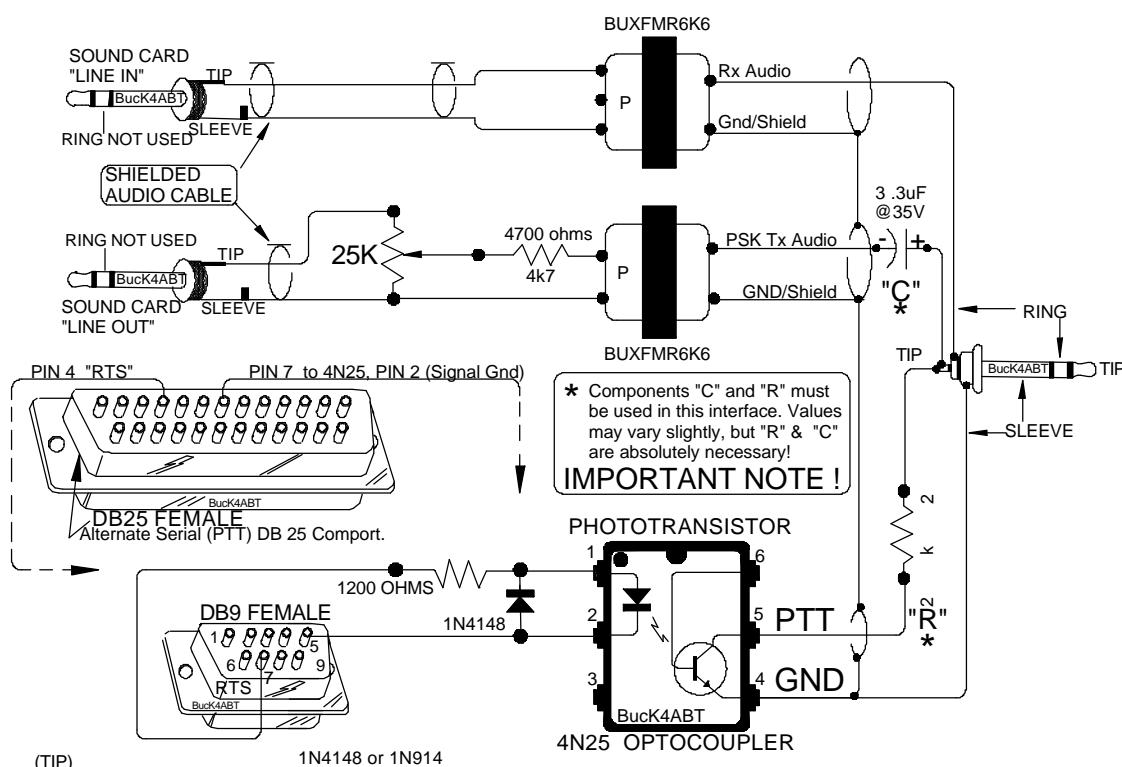 BUXFMR6K6
SOUND CARD
"LINE IN"
TIP
BucK4ABT
RING NOT USED
SLEEVE
P
Rx Audio
Gnd/Shield
SHIELDED
AUDIO CABLE
3 .3uF
@35V
RING NOT USED
TIP
BucK4ABT
SLEEVE
SOUND CARD
"LINE OUT"
25K
4700 ohms
4k7
P
PSK Tx Audio
- +
GND/Shield
"C"
*
BUXFMR6K6
RING
TIP
BucK4ABT
TIP
SLEEVE
PIN 4 "RTS"
PIN 7 to 4N25, PIN 2 (Signal Gnd)
BucK4ABT
DB25 FEMALE
Alternate Serial (PTT) DB 25 Comport.
* Components "C" and "R" must
be used in this interface. Values
may vary slightly, but "R" & "C"
are absolutely necessary!
IMPORTANT NOTE !
PHOTOTRANSISTOR
1
6
2
5
3
4
PTT
GND
BucK4ABT
4N25 OPTOCOUPLER
2 k 2
"R"
*
1200 OHMS
1N4148
DB9 FEMALE
1
5
6
7
9
RTS
BucK4ABT
(TIP)
1N4148 or 1N914